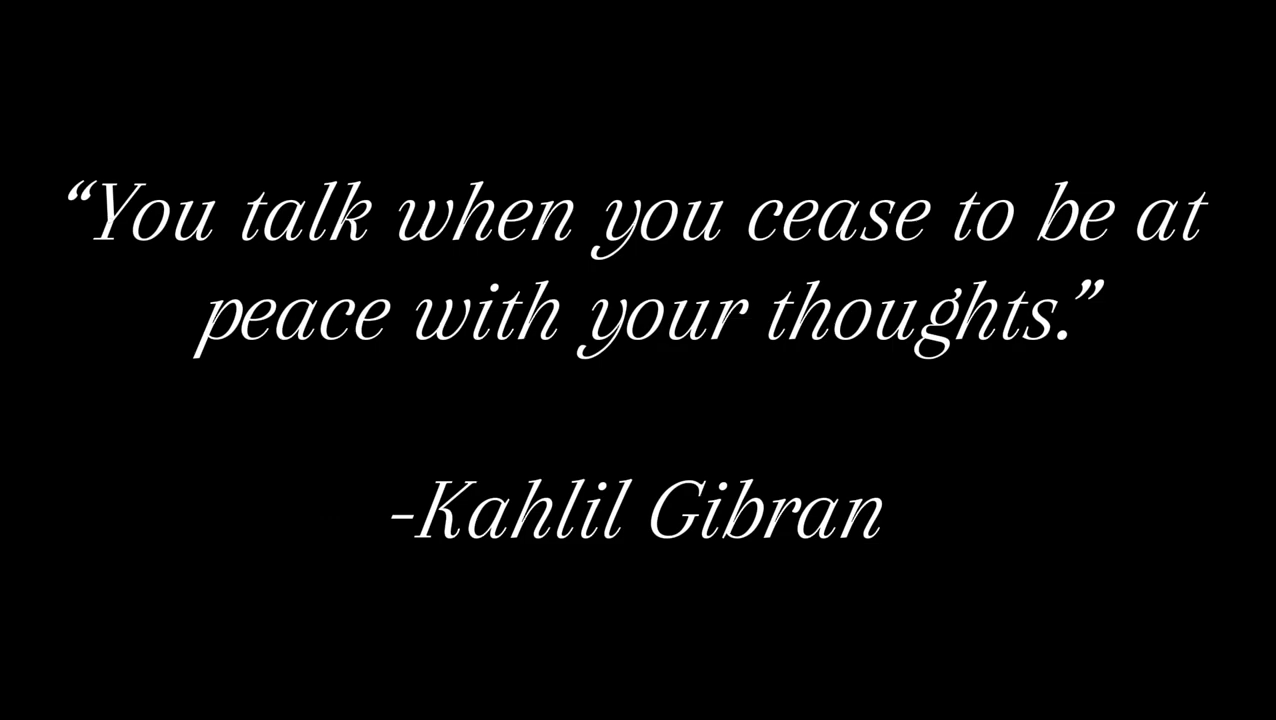 “You talk when you cease to be at
peace with your thoughts.”
-Kahlil Gibran